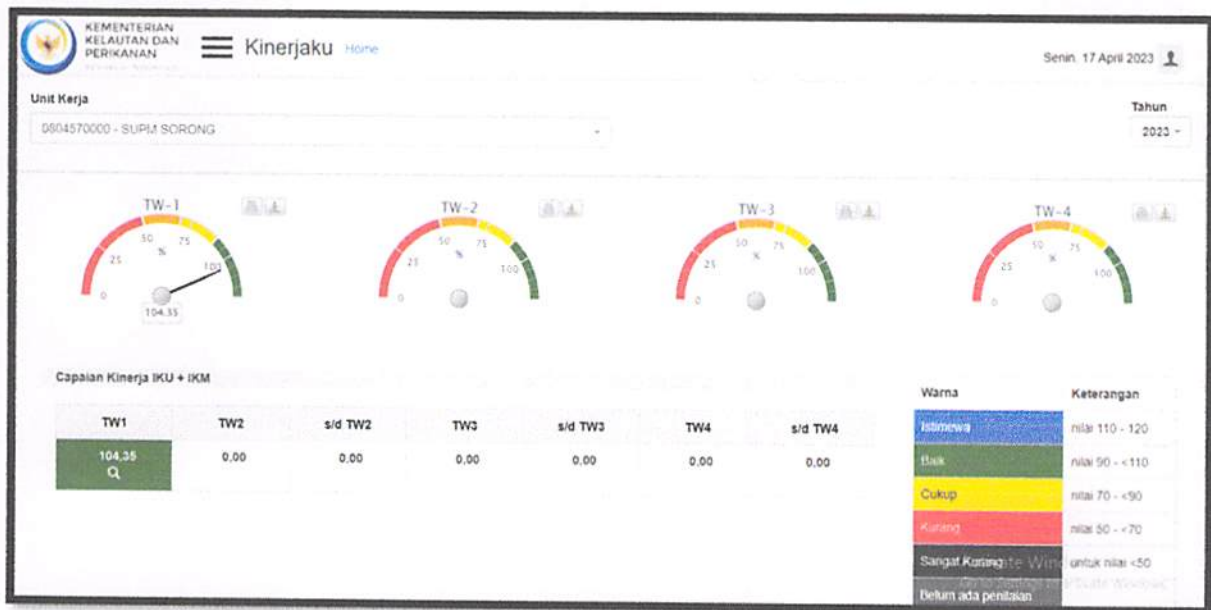 KEMENTERIAN
KELAUTAN DAN
PERIKANAN
Kinerjaku Home
Senin, 17 April 2023
Unit Kerja
Tahun
0804570000 - SUPM SORONG
2023
TW-1
TW-2
TW-3
TW-4
0 25 50 75 100 %
0 25 50 75 100 %
0 25 50 75 100 %
0 25 50 75 100 %
104.35
Capaian Kinerja IKU + IKM
TW1 TW2 s/d TW2 TW3 s/d TW3 TW4 s/d TW4
104,35 0,00 0,00 0,00 0,00 0,00 0,00
Warna Keterangan
Istimewa nilai 110 - 120
Baik nilai 90 - <110
Cukup nilai 70 - <90
Kurang nilai 50 - <70
Sangat Kurang untuk nilai <50
Belum ada penilaian